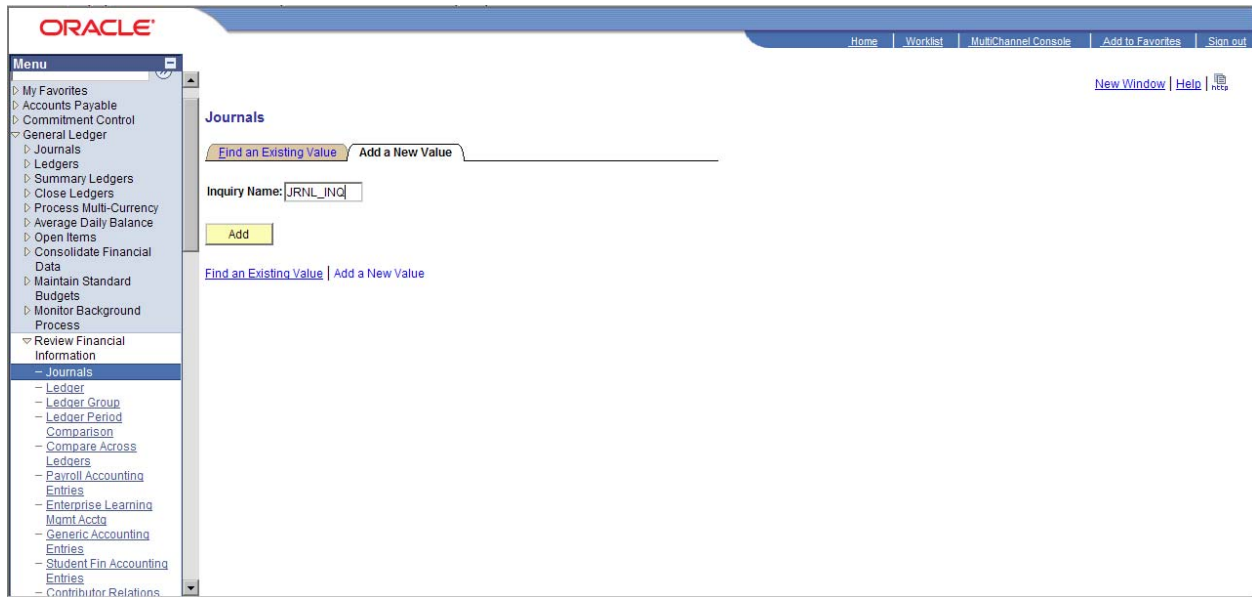 ORACLE
Home Worklist MultiChannel Console Add to Favorites Sign out
Menu
New Window | Help | http
My Favorites
Accounts Payable
Commitment Control
General Ledger
Journals
Ledgers
Summary Ledgers
Close Ledgers
Process Multi-Currency
Average Daily Balance
Open Items
Consolidate Financial
Data
Maintain Standard
Budgets
Monitor Background
Process
Review Financial
Information
– Journals
– Ledger
– Ledger Group
– Ledger Period
Comparison
– Compare Across
Ledgers
– Payroll Accounting
Entries
– Enterprise Learning
Mgmt Acctg
– Generic Accounting
Entries
– Student Fin Accounting
Entries
– Contributor Relations
Journals
Find an Existing Value Add a New Value
Inquiry Name: JRNL_INQ
Add
Find an Existing Value | Add a New Value